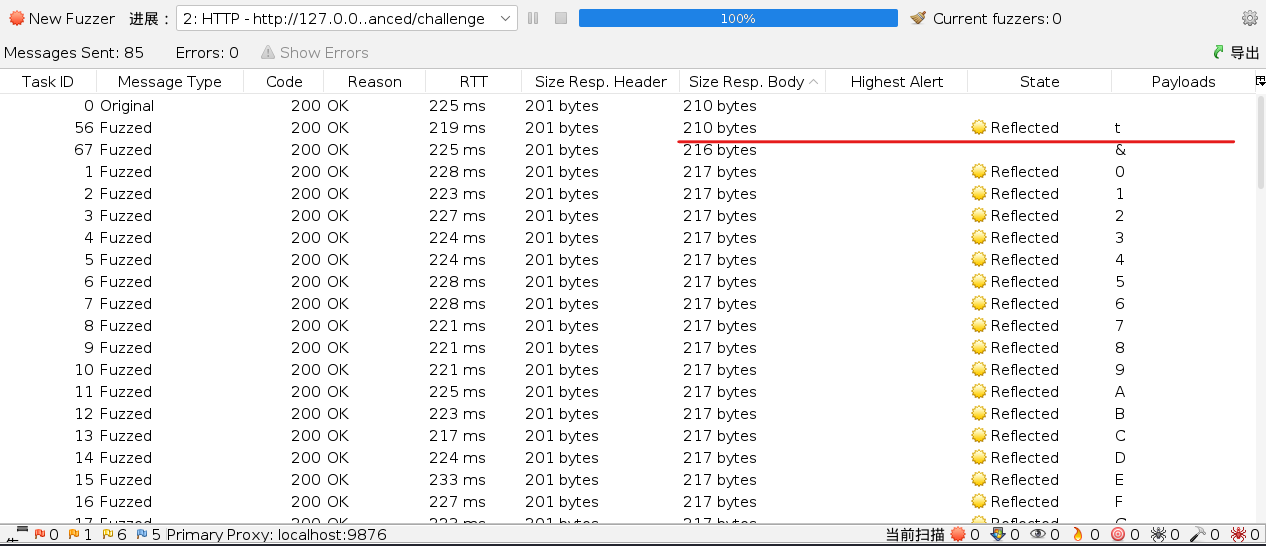 New Fuzzer 进展： 2: HTTP - http://127.0.0..anced/challenge 100% Current fuzzers: 0
Messages Sent: 85 Errors: 0 Show Errors 导出
Task ID Message Type Code Reason RTT Size Resp. Header Size Resp. Body Highest Alert State Payloads
0 Original 200 OK 225 ms 201 bytes 210 bytes
56 Fuzzed 200 OK 219 ms 201 bytes 210 bytes Reflected t
67 Fuzzed 200 OK 225 ms 201 bytes 216 bytes &
1 Fuzzed 200 OK 228 ms 201 bytes 217 bytes Reflected 0
2 Fuzzed 200 OK 223 ms 201 bytes 217 bytes Reflected 1
3 Fuzzed 200 OK 227 ms 201 bytes 217 bytes Reflected 2
4 Fuzzed 200 OK 224 ms 201 bytes 217 bytes Reflected 3
5 Fuzzed 200 OK 224 ms 201 bytes 217 bytes Reflected 4
6 Fuzzed 200 OK 228 ms 201 bytes 217 bytes Reflected 5
7 Fuzzed 200 OK 228 ms 201 bytes 217 bytes Reflected 6
8 Fuzzed 200 OK 221 ms 201 bytes 217 bytes Reflected 7
9 Fuzzed 200 OK 221 ms 201 bytes 217 bytes Reflected 8
10 Fuzzed 200 OK 221 ms 201 bytes 217 bytes Reflected 9
11 Fuzzed 200 OK 225 ms 201 bytes 217 bytes Reflected A
12 Fuzzed 200 OK 223 ms 201 bytes 217 bytes Reflected B
13 Fuzzed 200 OK 217 ms 201 bytes 217 bytes Reflected C
14 Fuzzed 200 OK 224 ms 201 bytes 217 bytes Reflected D
15 Fuzzed 200 OK 233 ms 201 bytes 217 bytes Reflected E
16 Fuzzed 200 OK 227 ms 201 bytes 217 bytes Reflected F
0 1 6 5 Primary Proxy: localhost:9876 当前扫描 0 0 0 0 0 0 0 0